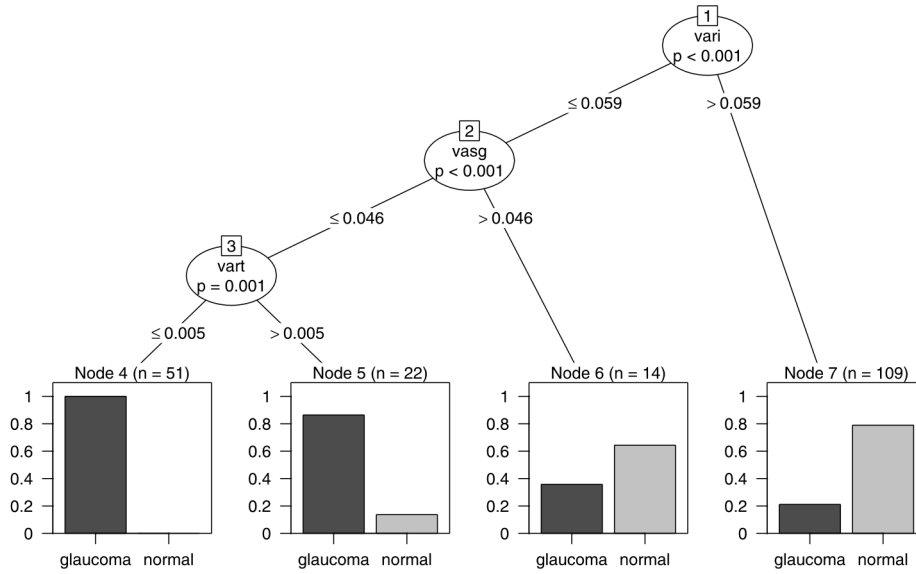 1
vari
p < 0.001
≤ 0.059
> 0.059
2
vasg
p < 0.001
≤ 0.046
> 0.046
3
vart
p = 0.001
≤ 0.005
> 0.005
Node 4 (n = 51)
1
0.8
0.6
0.4
0.2
0
glaucoma normal
Node 5 (n = 22)
1
0.8
0.6
0.4
0.2
0
glaucoma normal
Node 6 (n = 14)
1
0.8
0.6
0.4
0.2
0
glaucoma normal
Node 7 (n = 109)
1
0.8
0.6
0.4
0.2
0
glaucoma normal